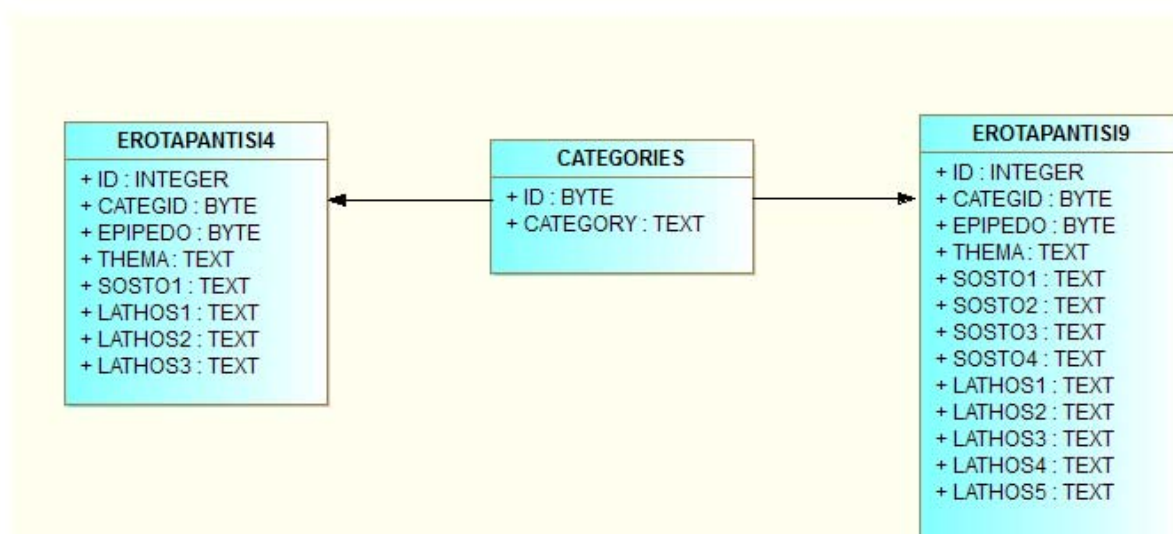 EROTAPANTISI4
+ ID : INTEGER
+ CATEGID : BYTE
+ EPIPEDO : BYTE
+ THEMA : TEXT
+ SOSTO1 : TEXT
+ LATHOS1 : TEXT
+ LATHOS2 : TEXT
+ LATHOS3 : TEXT
CATEGORIES
+ ID : BYTE
+ CATEGORY : TEXT
EROTAPANTISI9
+ ID : INTEGER
+ CATEGID : BYTE
+ EPIPEDO : BYTE
+ THEMA : TEXT
+ SOSTO1 : TEXT
+ SOSTO2 : TEXT
+ SOSTO3 : TEXT
+ SOSTO4 : TEXT
+ LATHOS1 : TEXT
+ LATHOS2 : TEXT
+ LATHOS3 : TEXT
+ LATHOS4 : TEXT
+ LATHOS5 : TEXT